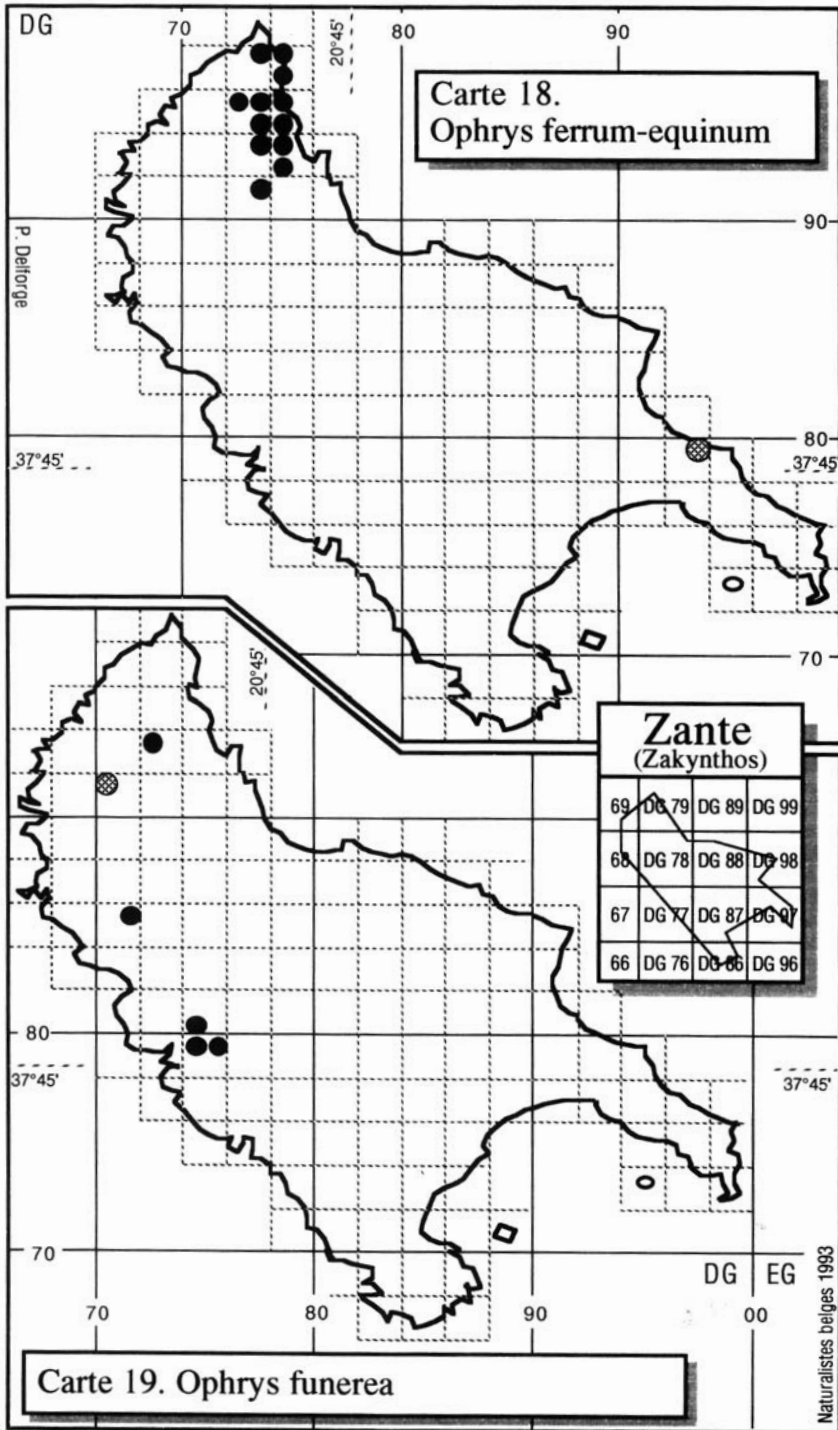 DG
70
20°45'
80
90
Carte 18.
Ophrys ferrum-equinum
90
P. Delforge
80
37°45'
37°45'
70
20°45'
Zante
(Zakynthos)
69 DG 79 DG 89 DG 99
68 DG 78 DG 88 DG 98
67 DG 77 DG 87 DG 97
66 DG 76 DG 86 DG 96
80
37°45'
37°45'
70
DG EG
70
80
90
00
Carte 19. Ophrys funerea
Naturalistes belges 1993